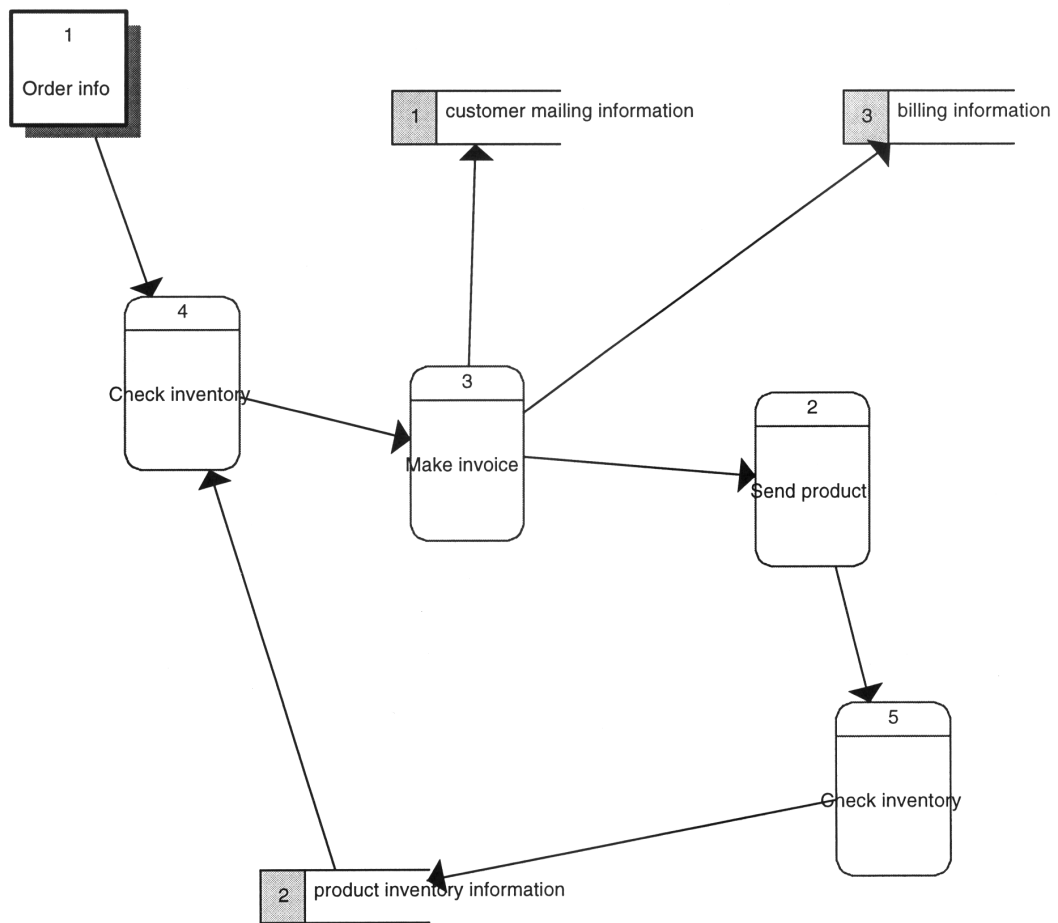 1
Order info
1 customer mailing information
3 billing information
4
Check inventory
3
Make invoice
2
Send product
5
Check inventory
2 product inventory information